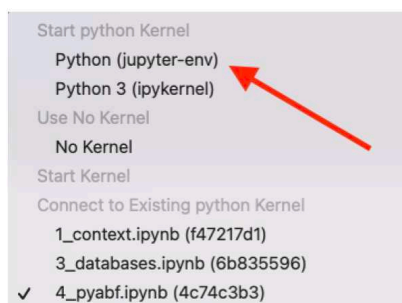 Start python Kernel
Python (jupyter-env)
Python 3 (ipykernel)
Use No Kernel
No Kernel
Start Kernel
Connect to Existing python Kernel
1_context.ipynb (f47217d1)
3_databases.ipynb (6b835596)
✓ 4_pyabf.ipynb (4c74c3b3)